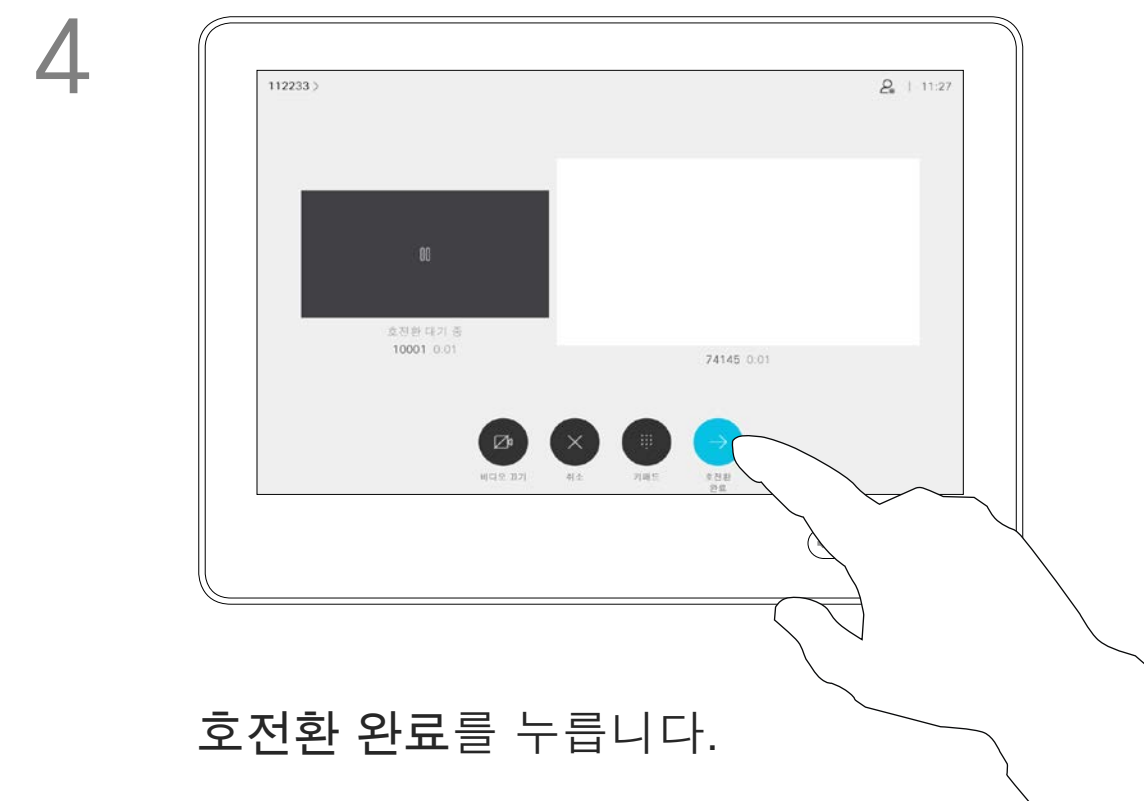 4
112233 >
| 11:27
호전환 대기 중
10001 0:01
74145 0:01
비디오 끄기
취소
키패드
호전환
완료
호전환 완료를 누릅니다.